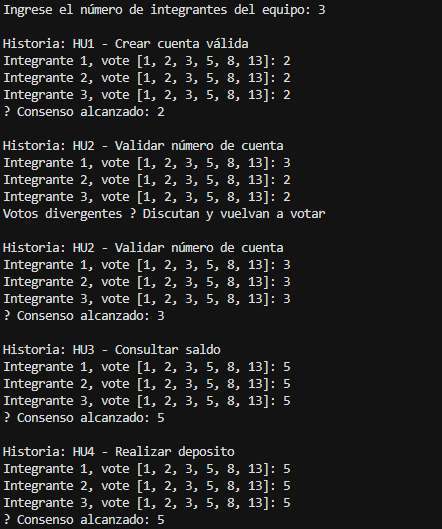 Ingrese el número de integrantes del equipo: 3
Historia: HU1 - Crear cuenta válida
Integrante 1, vote [1, 2, 3, 5, 8, 13]: 2
Integrante 2, vote [1, 2, 3, 5, 8, 13]: 2
Integrante 3, vote [1, 2, 3, 5, 8, 13]: 2
? Consenso alcanzado: 2
Historia: HU2 - Validar número de cuenta
Integrante 1, vote [1, 2, 3, 5, 8, 13]: 3
Integrante 2, vote [1, 2, 3, 5, 8, 13]: 2
Integrante 3, vote [1, 2, 3, 5, 8, 13]: 2
Votos divergentes ? Discutan y vuelvan a votar
Historia: HU2 - Validar número de cuenta
Integrante 1, vote [1, 2, 3, 5, 8, 13]: 3
Integrante 2, vote [1, 2, 3, 5, 8, 13]: 3
Integrante 3, vote [1, 2, 3, 5, 8, 13]: 3
? Consenso alcanzado: 3
Historia: HU3 - Consultar saldo
Integrante 1, vote [1, 2, 3, 5, 8, 13]: 5
Integrante 2, vote [1, 2, 3, 5, 8, 13]: 5
Integrante 3, vote [1, 2, 3, 5, 8, 13]: 5
? Consenso alcanzado: 5
Historia: HU4 - Realizar deposito
Integrante 1, vote [1, 2, 3, 5, 8, 13]: 5
Integrante 2, vote [1, 2, 3, 5, 8, 13]: 5
Integrante 3, vote [1, 2, 3, 5, 8, 13]: 5
? Consenso alcanzado: 5